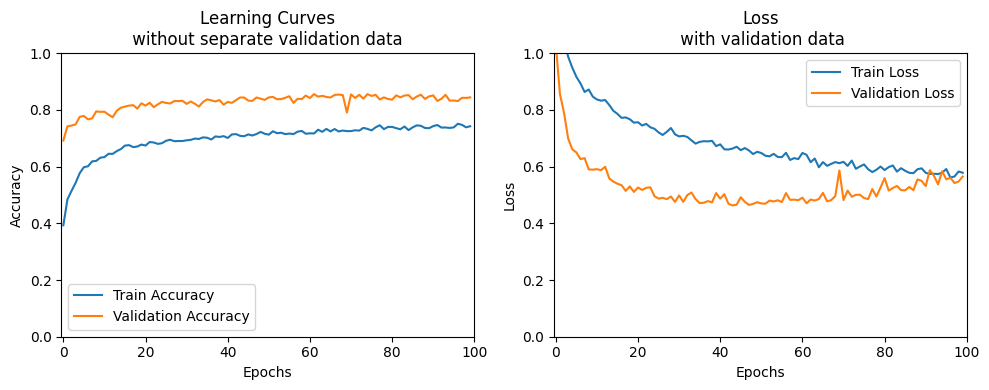 Learning Curves
without separate validation data
1.0
0.8
0.6
0.4
0.2
0.0
Accuracy
Train Accuracy
Validation Accuracy
0 20 40 60 80 100
Epochs
Loss
with validation data
1.0
0.8
0.6
0.4
0.2
0.0
Loss
Train Loss
Validation Loss
0 20 40 60 80 100
Epochs